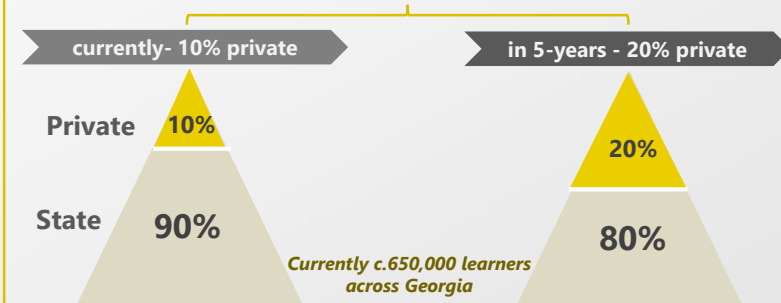 currently- 10% private
in 5-years - 20% private
Private
10%
20%
State
90%
80%
Currently c.650,000 learners
across Georgia